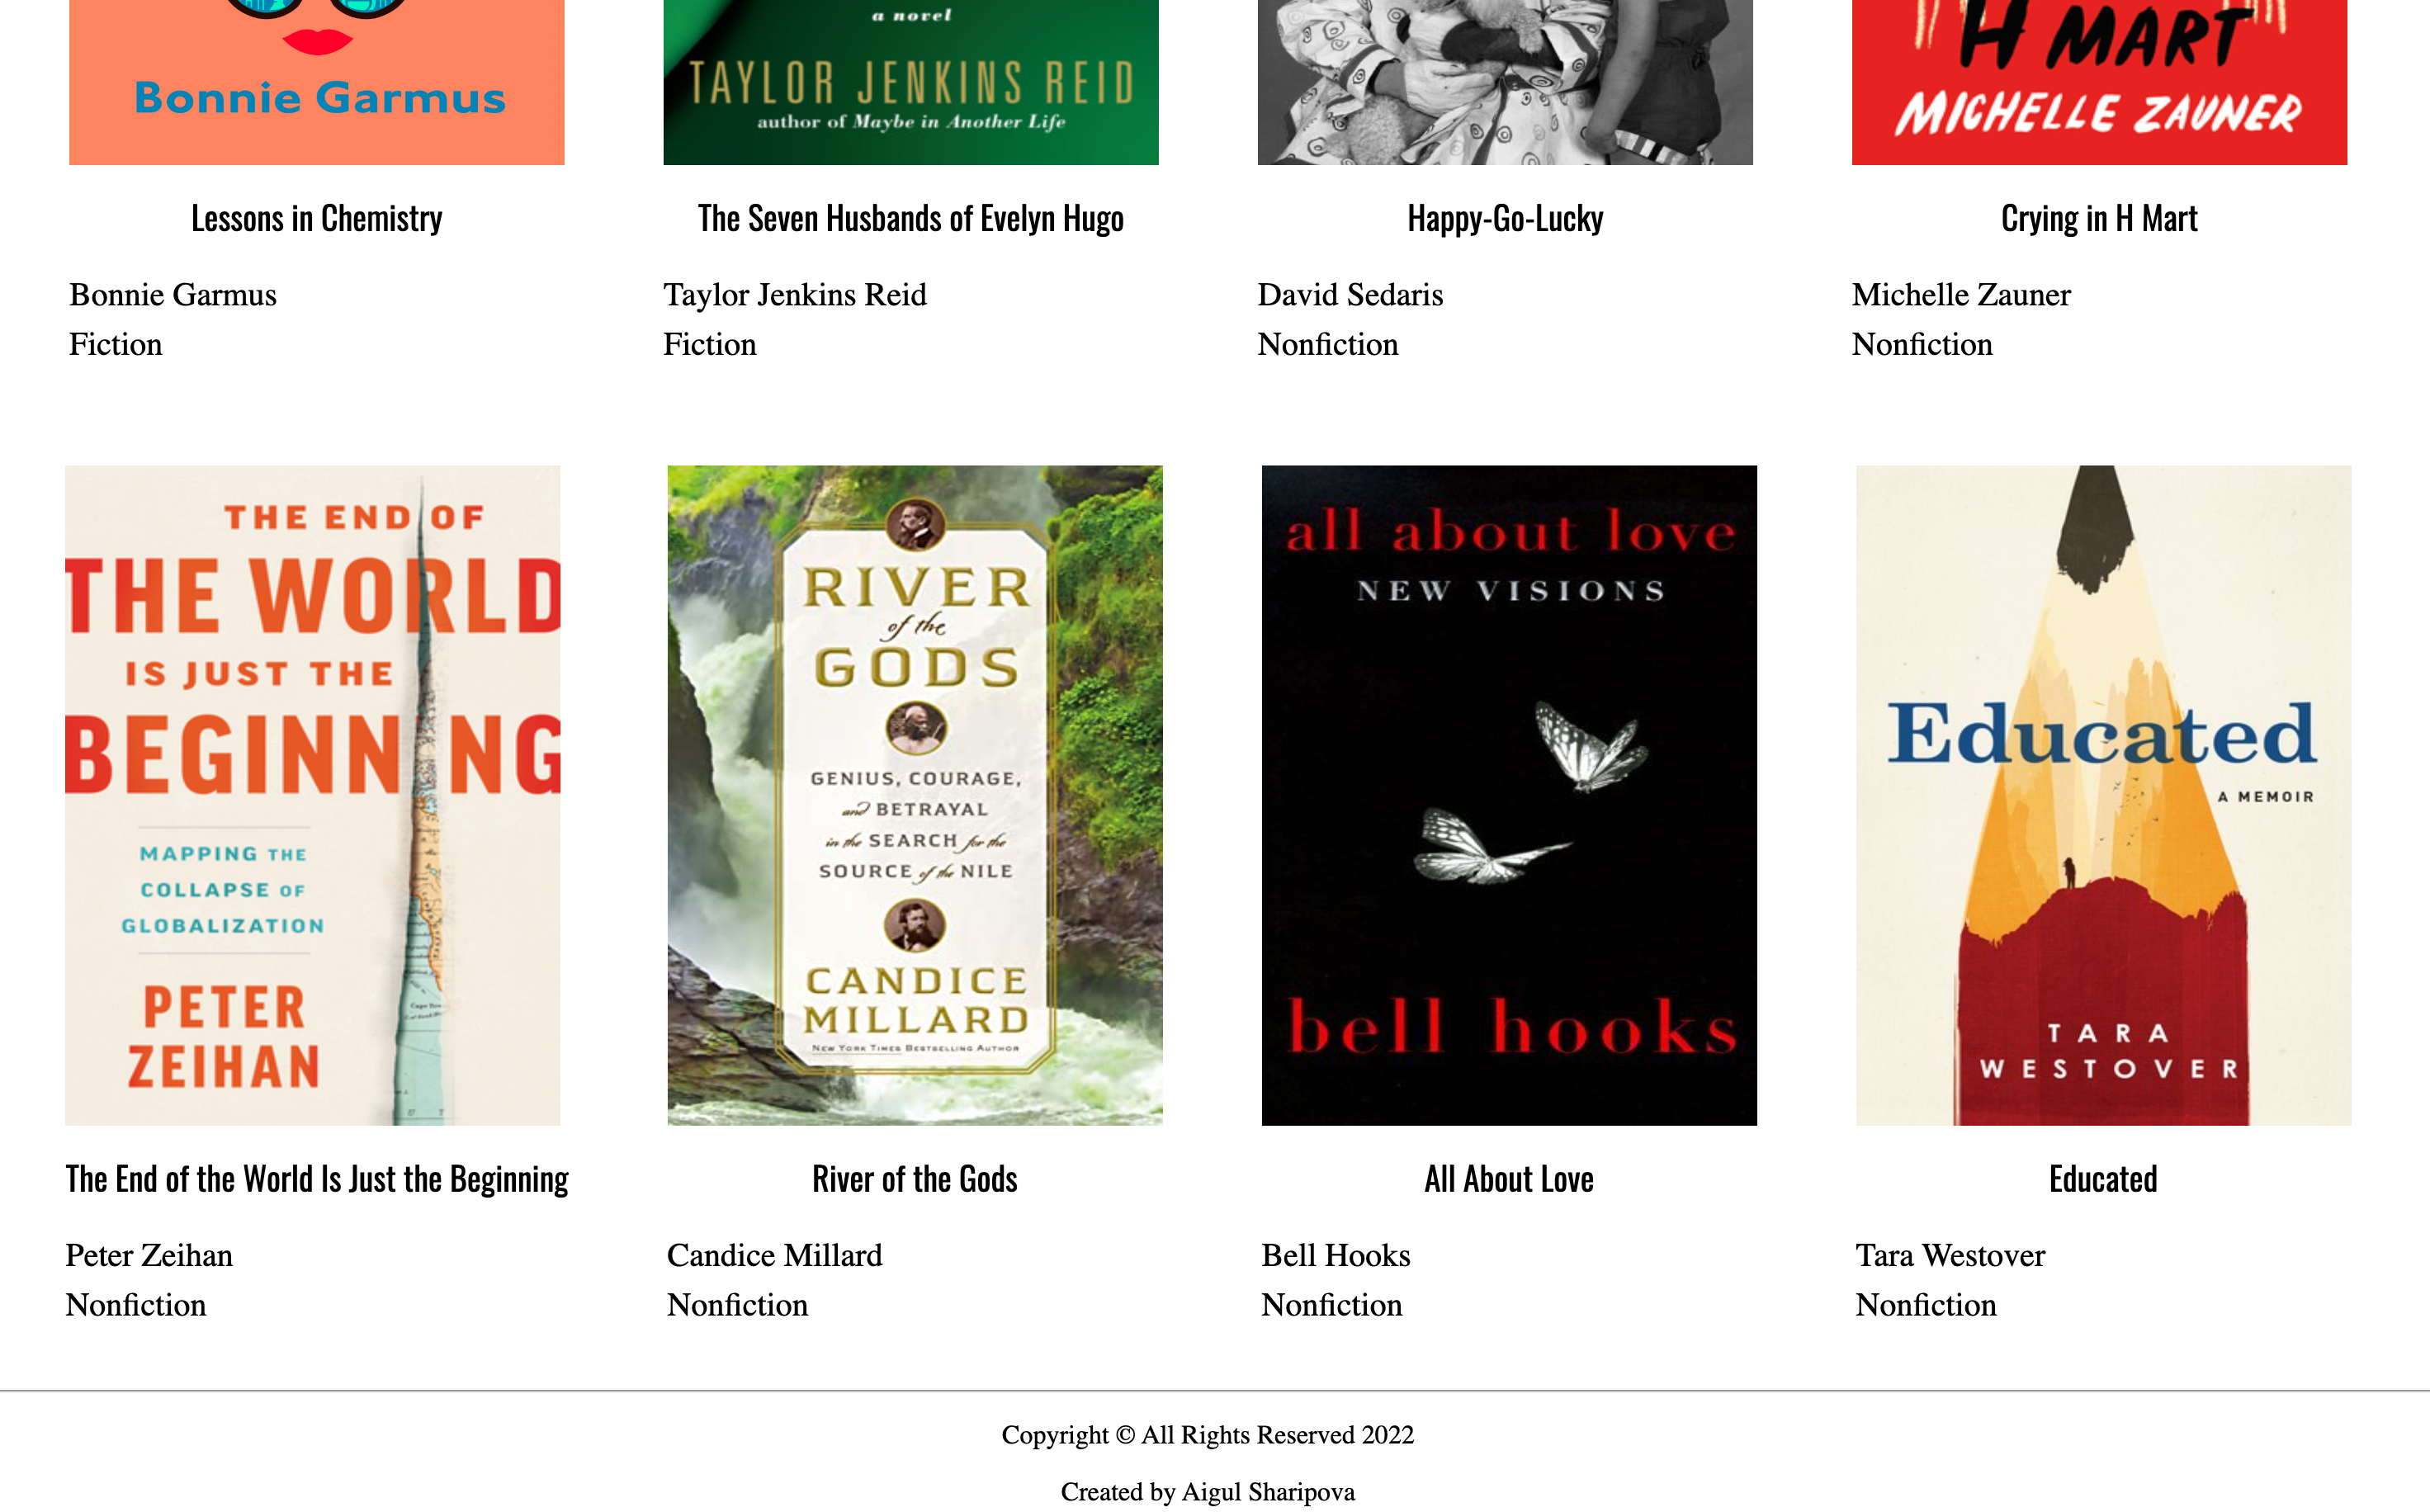 Bonnie Garmus
a novel
TAYLOR JENKINS REID
author of Maybe in Another Life
H MART
MICHELLE ZAUNER
Lessons in Chemistry
The Seven Husbands of Evelyn Hugo
Happy-Go-Lucky
Crying in H Mart
Bonnie Garmus
Fiction
Taylor Jenkins Reid
Fiction
David Sedaris
Nonfiction
Michelle Zauner
Nonfiction
THE END OF
THE WORLD
IS JUST THE
BEGINN NG
MAPPING THE
COLLAPSE OF
GLOBALIZATION
PETER
ZEIHAN
RIVER
of the
GODS
GENIUS, COURAGE,
and BETRAYAL
in the SEARCH for the
SOURCE of the NILE
CANDICE
MILLARD
NEW YORK TIMES BESTSELLING AUTHOR
all about love
NEW VISIONS
bell hooks
Educated
A MEMOIR
TARA
WESTOVER
The End of the World Is Just the Beginning
River of the Gods
All About Love
Educated
Peter Zeihan
Nonfiction
Candice Millard
Nonfiction
Bell Hooks
Nonfiction
Tara Westover
Nonfiction
Copyright © All Rights Reserved 2022
Created by Aigul Sharipova